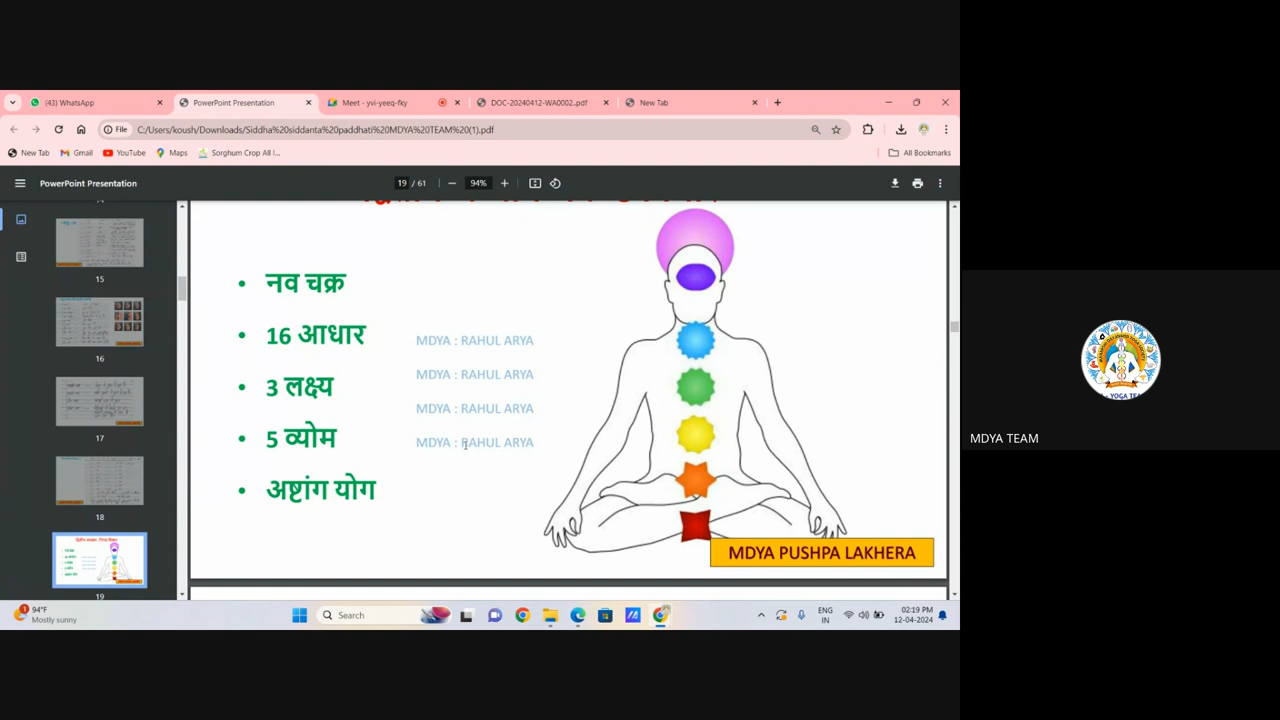 (43) WhatsApp
PowerPoint Presentation
Meet - yvi-yeeq-fky
DOC-20240412-WA0002..pdf
New Tab
File
C:/Users/koush/Downloads/Siddha%20siddanta%20paddhati%20MDYA%20TEAM%20(1).pdf
New Tab
Gmail
YouTube
Maps
Sorghum Crop All I...
All Bookmarks
PowerPoint Presentation
19 / 61
94%
15
16
17
18
19
• नव चक्र
• 16 आधार
• 3 लक्ष्य
• 5 व्योम
• अष्टांग योग
MDYA : RAHUL ARYA
MDYA : RAHUL ARYA
MDYA : RAHUL ARYA
MDYA : RAHUL ARYA
MDYA PUSHPA LAKHERA
MDYA TEAM
1
94°F
Mostly sunny
Search
ENG
IN
02:19 PM
12-04-2024